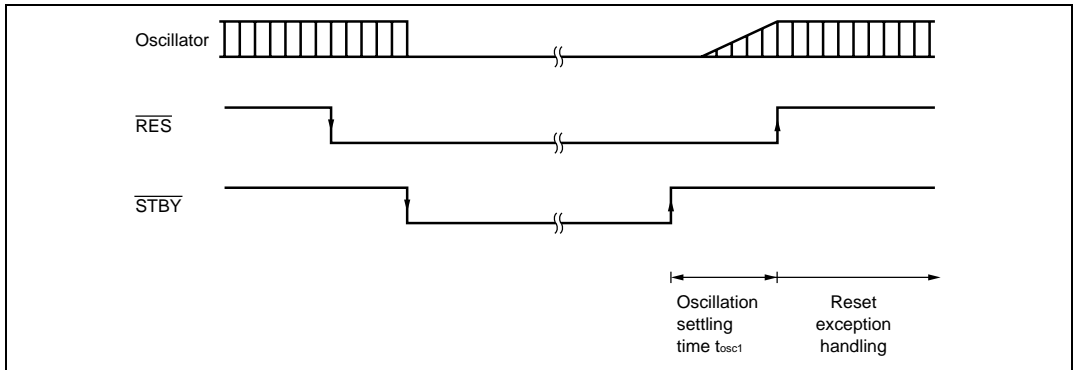 Oscillator
RES
STBY
Oscillation
settling
time tosc1
Reset
exception
handling